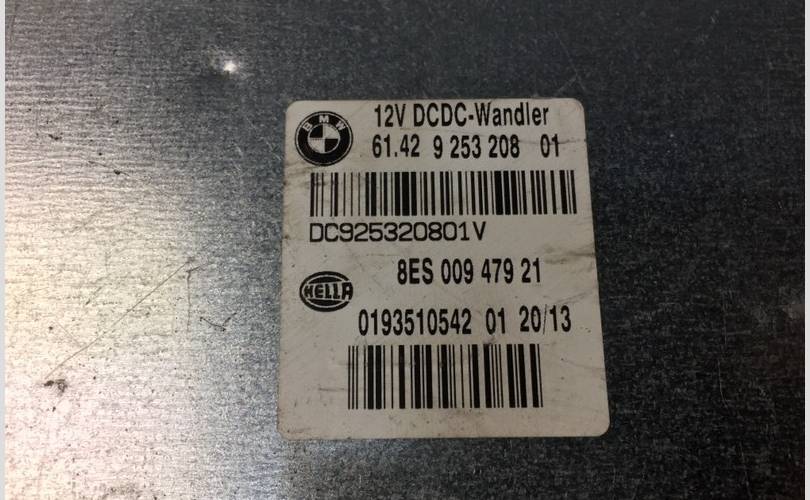 BMW
12V DCDC-Wandler
61.42 9 253 208 01
DC925320801V
8ES 009 479 21
HELLA
0193510542 01 20/13